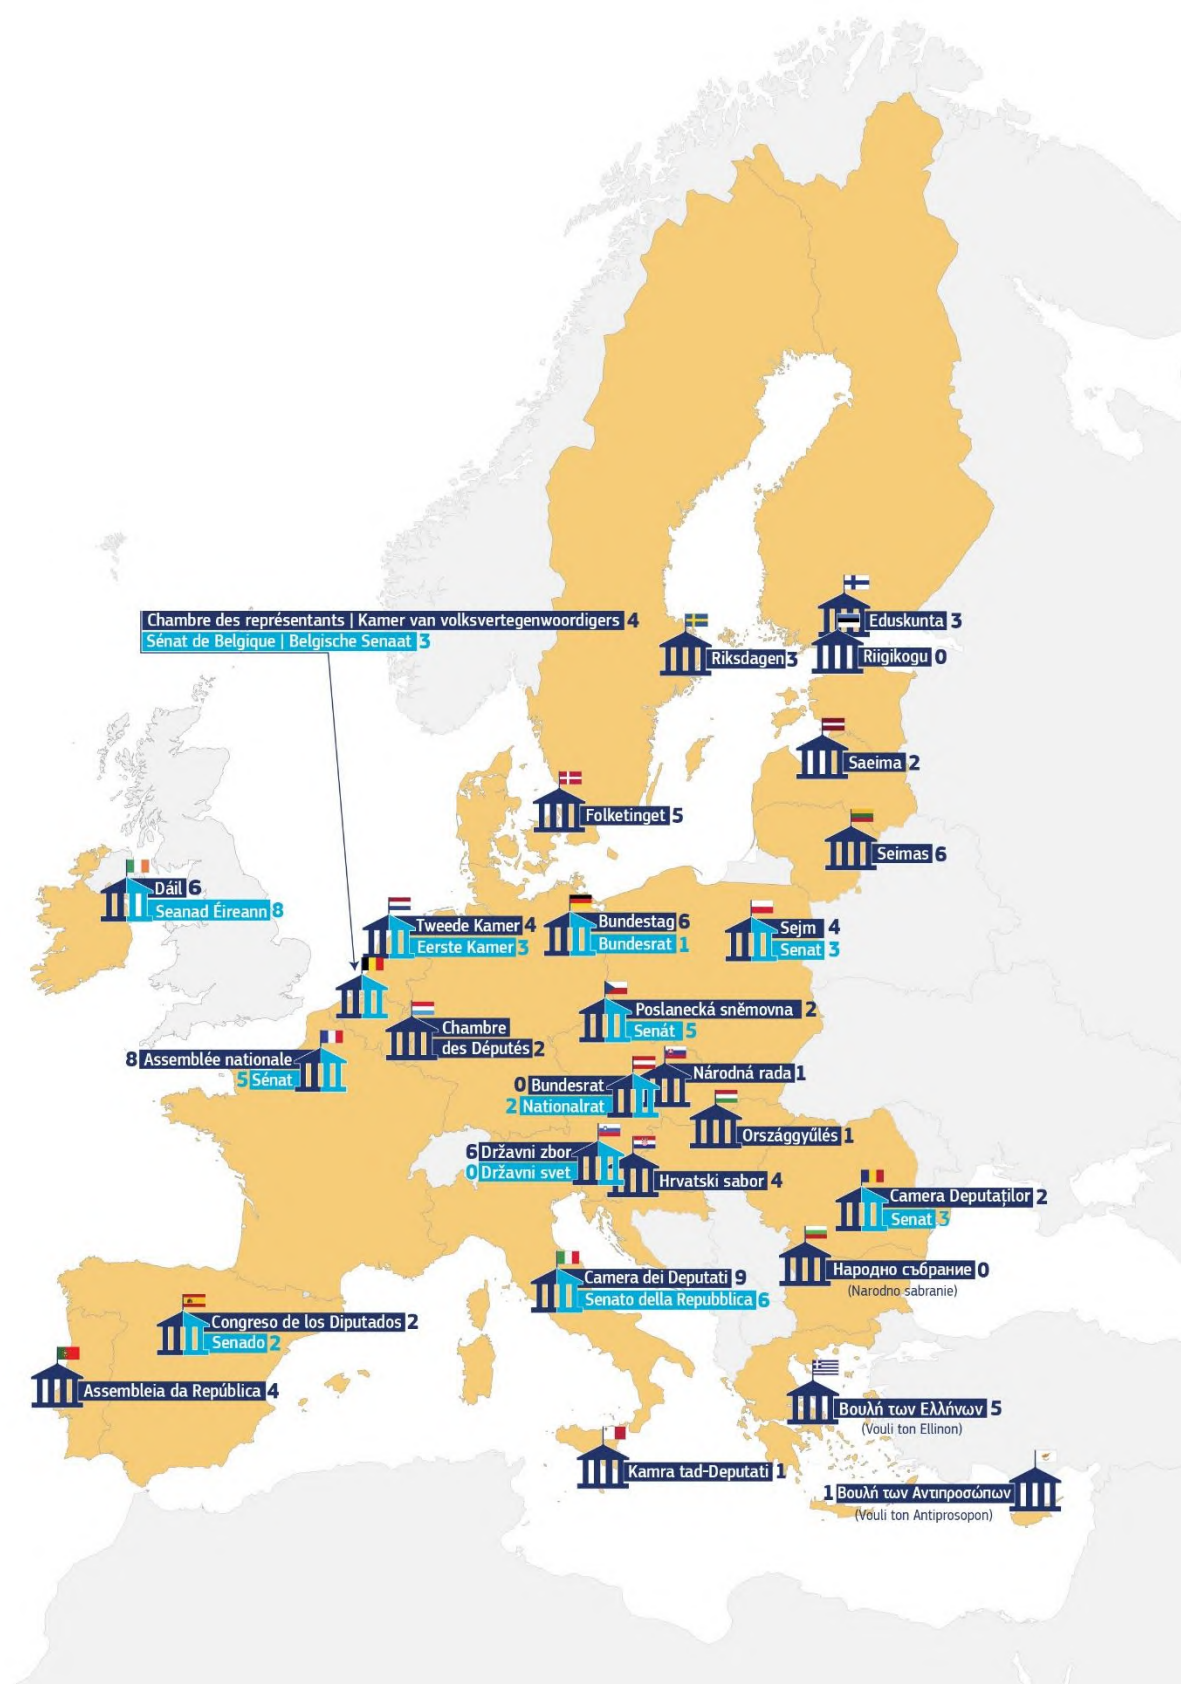 Chambre des représentants | Kamer van volksvertegenwoordigers 4
Sénat de Belgique | Belgische Senaat 3
Eduskunta 3
Riksdagen 3
Riigikogu 0
Saeima 2
Folketinget 5
Seimas 6
Dáil 6
Seanad Éireann 8
Tweede Kamer 4
Eerste Kamer 3
Bundestag 6
Bundesrat 1
Sejm 4
Senat 3
Poslanecká sněmovna 2
Senát 5
Chambre
des Députés 2
8 Assemblée nationale
5 Sénat
Národná rada 1
0 Bundesrat
2 Nationalrat
Országgyűlés 1
6 Državni zbor
0 Državni svet
Hrvatski sabor 4
Camera Deputaților 2
Senat 3
Народно събрание 0
(Narodno sabranie)
Camera dei Deputati 9
Senato della Repubblica 6
Congreso de los Diputados 2
Senado 2
Assembleia da República 4
Βουλή των Ελλήνων 5
(Vouli ton Ellinon)
Kamra tad-Deputati 1
1 Βουλή των Αντιπροσώπων
(Vouli ton Antiprosopon)